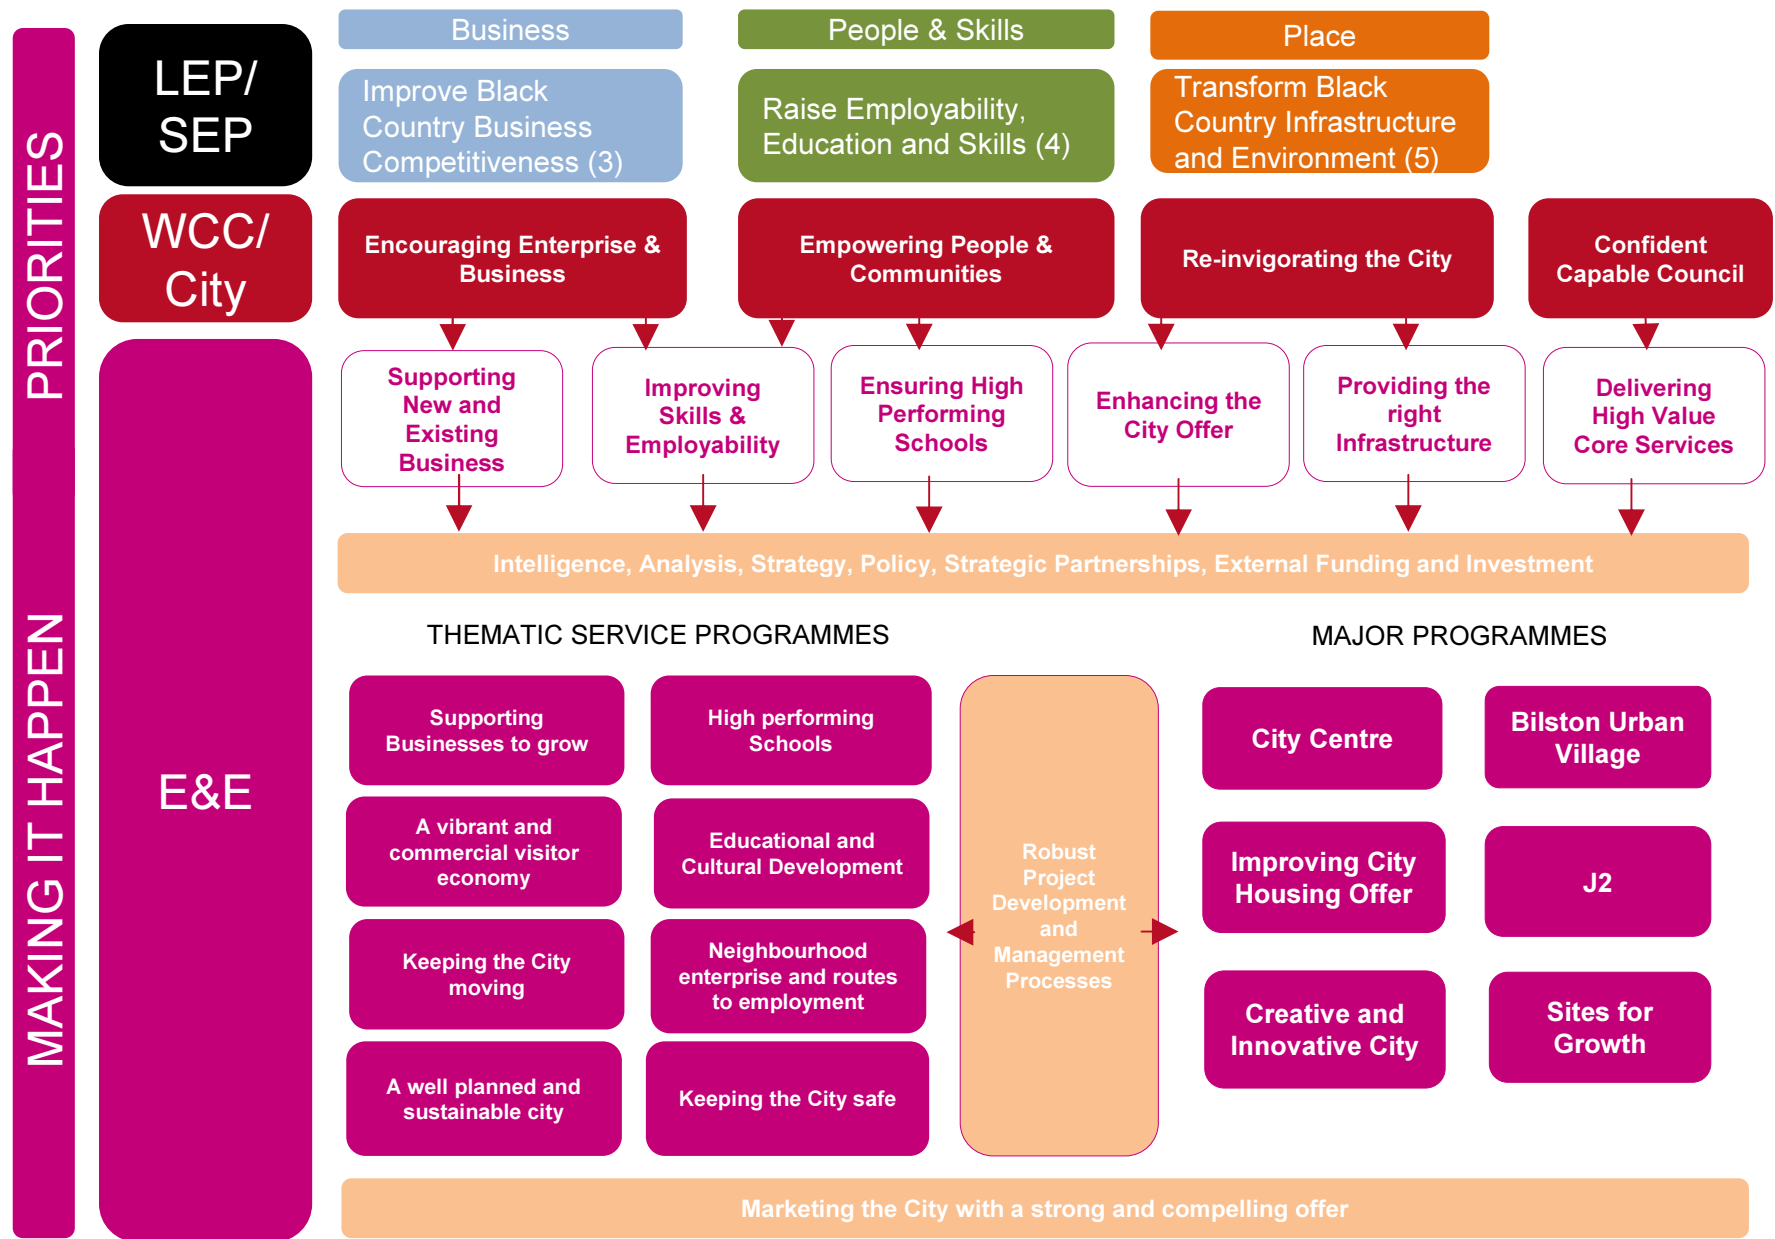 PRIORITIES
MAKING IT HAPPEN
LEP/
SEP
WCC/
City
E&E
Business
People & Skills
Place
Improve Black
Country Business
Competitiveness (3)
Raise Employability,
Education and Skills (4)
Transform Black
Country Infrastructure
and Environment (5)
Encouraging Enterprise &
Business
Empowering People &
Communities
Re-invigorating the City
Confident
Capable Council
Supporting
New and
Existing
Business
Improving
Skills &
Employability
Ensuring High
Performing
Schools
Enhancing the
City Offer
Providing the
right
Infrastructure
Delivering
High Value
Core Services
Intelligence, Analysis, Strategy, Policy, Strategic Partnerships, External Funding and Investment
THEMATIC SERVICE PROGRAMMES
MAJOR PROGRAMMES
Supporting
Businesses to grow
High performing
Schools
A vibrant and
commercial visitor
economy
Educational and
Cultural Development
Keeping the City
moving
Neighbourhood
enterprise and routes
to employment
A well planned and
sustainable city
Keeping the City safe
Robust
Project
Development
and
Management
Processes
City Centre
Bilston Urban
Village
Improving City
Housing Offer
J2
Creative and
Innovative City
Sites for
Growth
Marketing the City with a strong and compelling offer